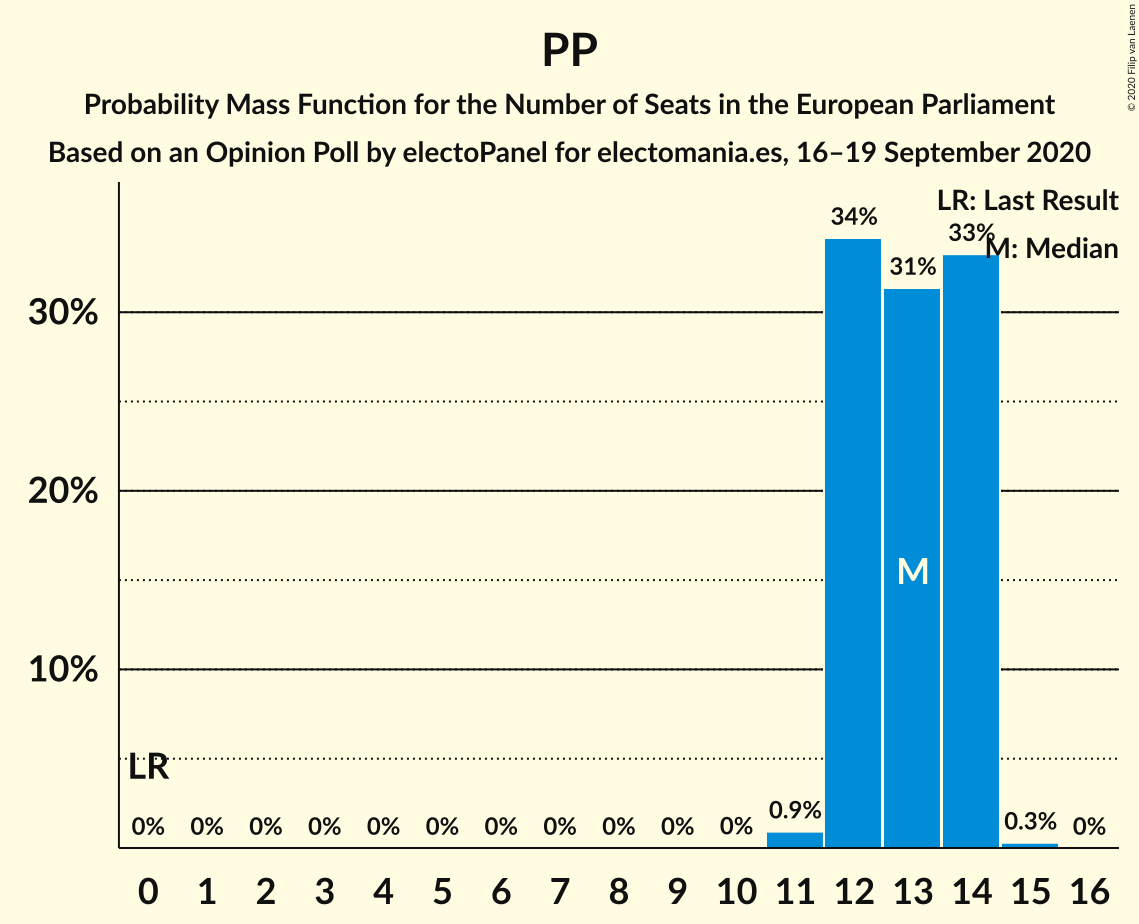 PP
Probability Mass Function for the Number of Seats in the European Parliament
Based on an Opinion Poll by electoPanel for electomania.es, 16–19 September 2020
© 2020 Filip van Laenen
LR: Last Result
M: Median
34%
33%
31%
30%
20%
M
10%
LR
0% 0% 0% 0% 0% 0% 0% 0% 0% 0% 0% 0.9% 0.3% 0%
0 1 2 3 4 5 6 7 8 9 10 11 12 13 14 15 16